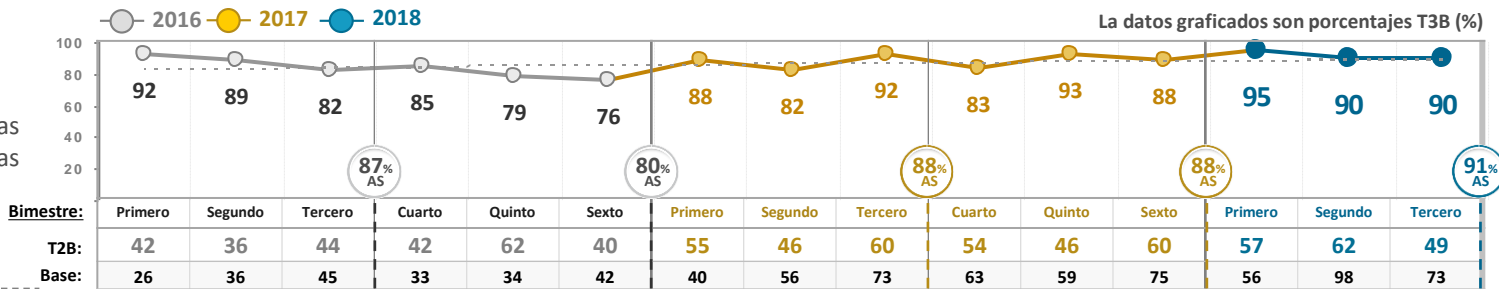 2016 2017 2018 La datos graficados son porcentajes T3B (%)
100
80
60
40
20
as
as
92 89 82 85 79 76 88 82 92 83 93 88 95 90 90
87% AS 80% AS 88% AS 88% AS 91% AS
Bimestre: Primero Segundo Tercero Cuarto Quinto Sexto Primero Segundo Tercero Cuarto Quinto Sexto Primero Segundo Tercero
T2B: 42 36 44 42 62 40 55 46 60 54 46 60 57 62 49
Base: 26 36 45 33 34 42 40 56 73 63 59 75 56 98 73